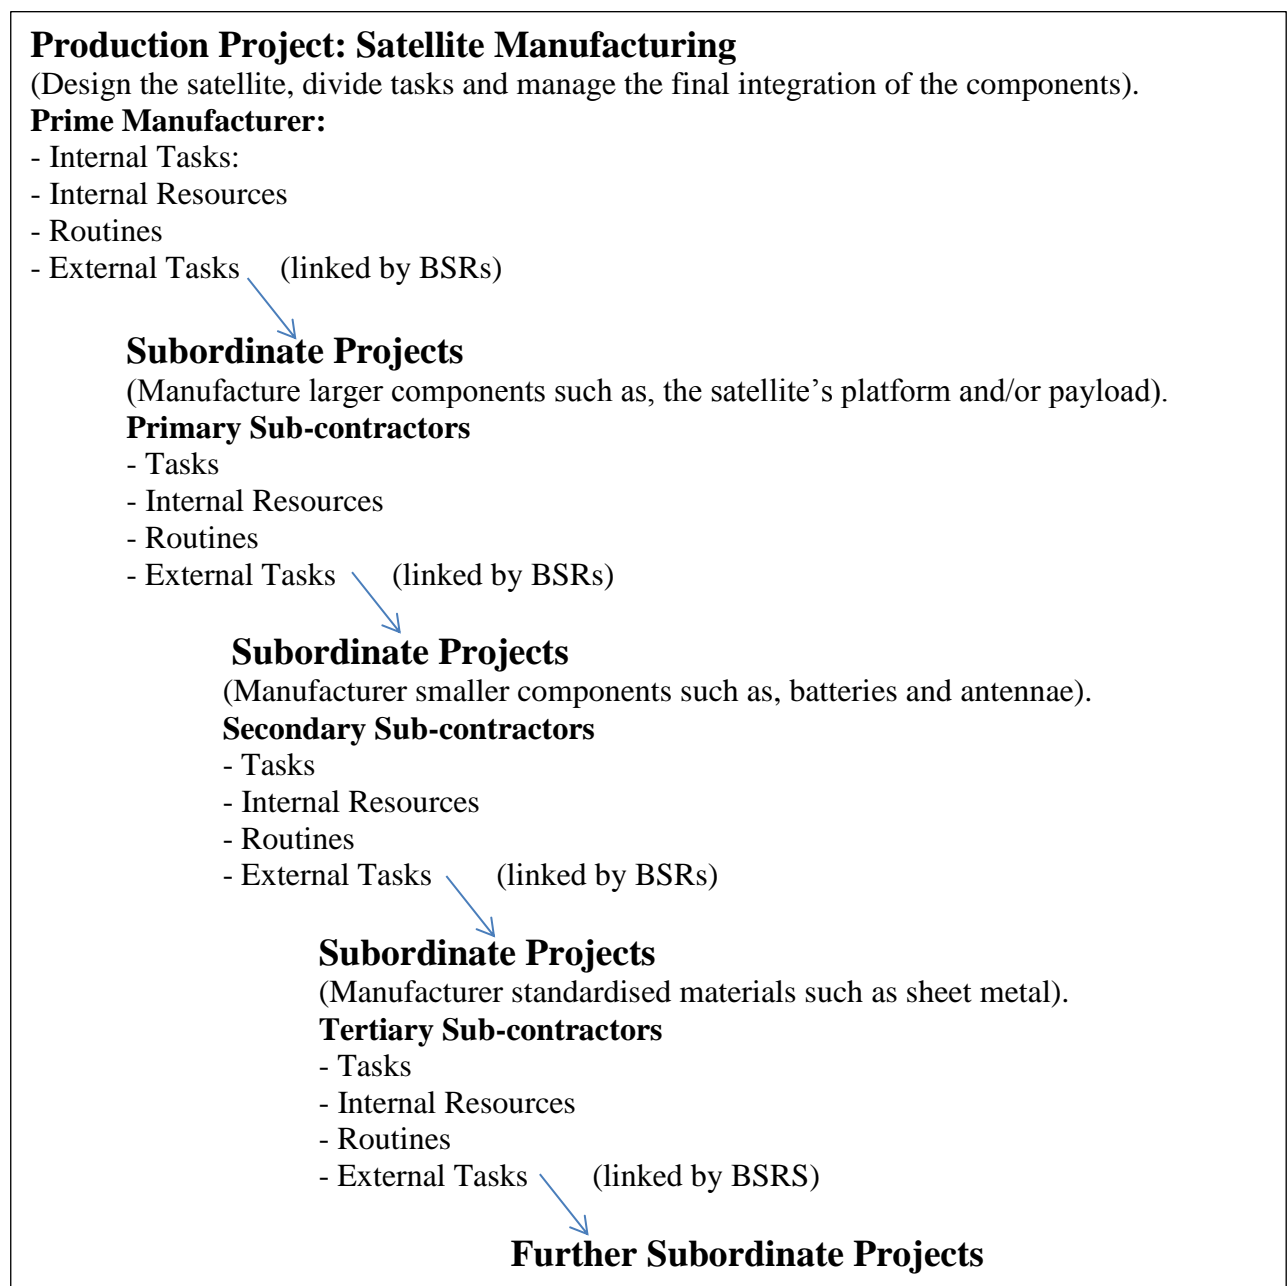 Production Project: Satellite Manufacturing
(Design the satellite, divide tasks and manage the final integration of the components).
Prime Manufacturer:
- Internal Tasks:
- Internal Resources
- Routines
- External Tasks (linked by BSRs)
Subordinate Projects
(Manufacture larger components such as, the satellite’s platform and/or payload).
Primary Sub-contractors
- Tasks
- Internal Resources
- Routines
- External Tasks (linked by BSRs)
Subordinate Projects
(Manufacturer smaller components such as, batteries and antennae).
Secondary Sub-contractors
- Tasks
- Internal Resources
- Routines
- External Tasks (linked by BSRs)
Subordinate Projects
(Manufacturer standardised materials such as sheet metal).
Tertiary Sub-contractors
- Tasks
- Internal Resources
- Routines
- External Tasks (linked by BSRS)
Further Subordinate Projects